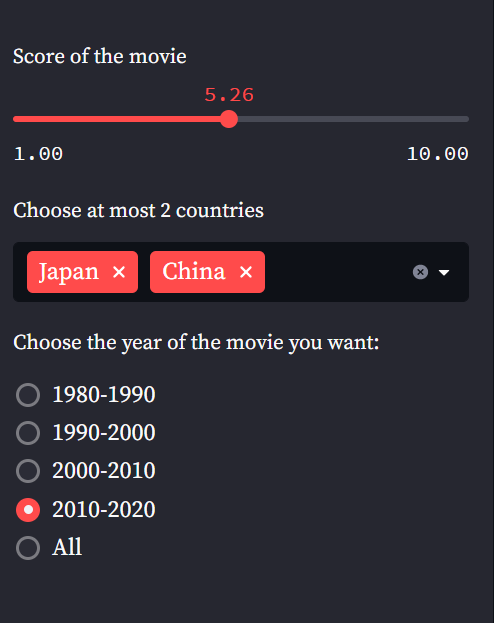 Score of the movie
5.26
1.00 10.00
Choose at most 2 countries
Japan × China ×
Choose the year of the movie you want:
1980-1990
1990-2000
2000-2010
2010-2020
All